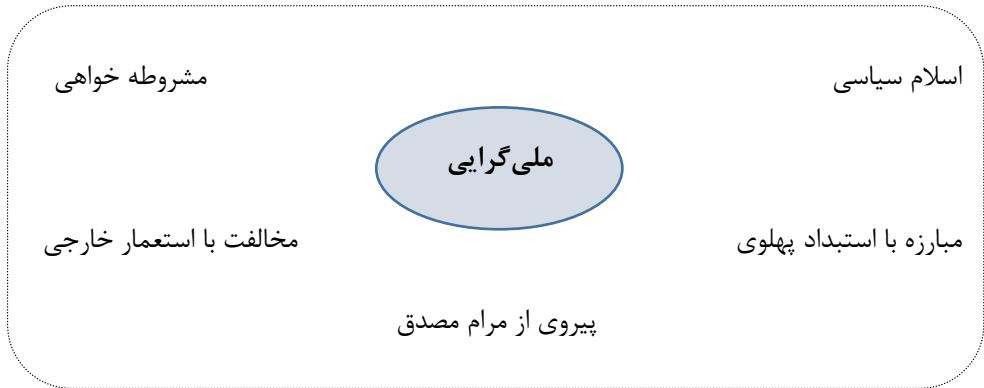 اسلام سیاسی
مشروطه خواهی
ملی‌گرایی
مبارزه با استبداد پهلوی
مخالفت با استعمار خارجی
پیروی از مرام مصدق